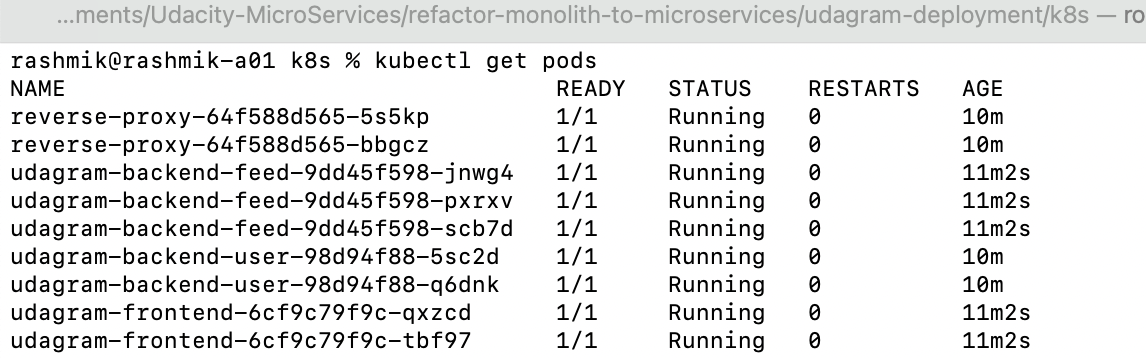 ...ments/Udacity-MicroServices/refactor-monolith-to-microservices/udagram-deployment/k8s — ro
rashmik@rashmik-a01 k8s % kubectl get pods
NAME READY STATUS RESTARTS AGE
reverse-proxy-64f588d565-5s5kp 1/1 Running 0 10m
reverse-proxy-64f588d565-bbgcz 1/1 Running 0 10m
udagram-backend-feed-9dd45f598-jnwg4 1/1 Running 0 11m2s
udagram-backend-feed-9dd45f598-pxrxv 1/1 Running 0 11m2s
udagram-backend-feed-9dd45f598-scb7d 1/1 Running 0 11m2s
udagram-backend-user-98d94f88-5sc2d 1/1 Running 0 10m
udagram-backend-user-98d94f88-q6dnk 1/1 Running 0 10m
udagram-frontend-6cf9c79f9c-qxzcd 1/1 Running 0 11m2s
udagram-frontend-6cf9c79f9c-tbf97 1/1 Running 0 11m2s